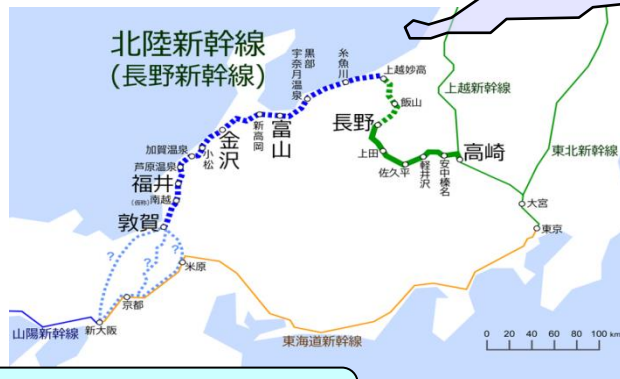 北陸新幹線
(長野新幹線)
糸魚川
黒部
宇奈月温泉
上越妙高
上越新幹線
飯山
長野
富山
新高岡
金沢
加賀温泉
小松
芦原温泉
福井
(仮称)南越
敦賀
上田
佐久平
軽井沢
安中榛名
高崎
東北新幹線
大宮
東京
?
?
?
米原
京都
新大阪
山陽新幹線
東海道新幹線
0 20 40 60 80 100 km